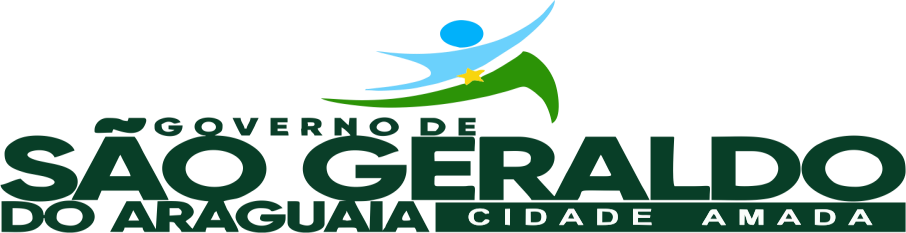 GOVERNO DE
SÃO GERALDO
DO ARAGUAIA CIDADE AMADA